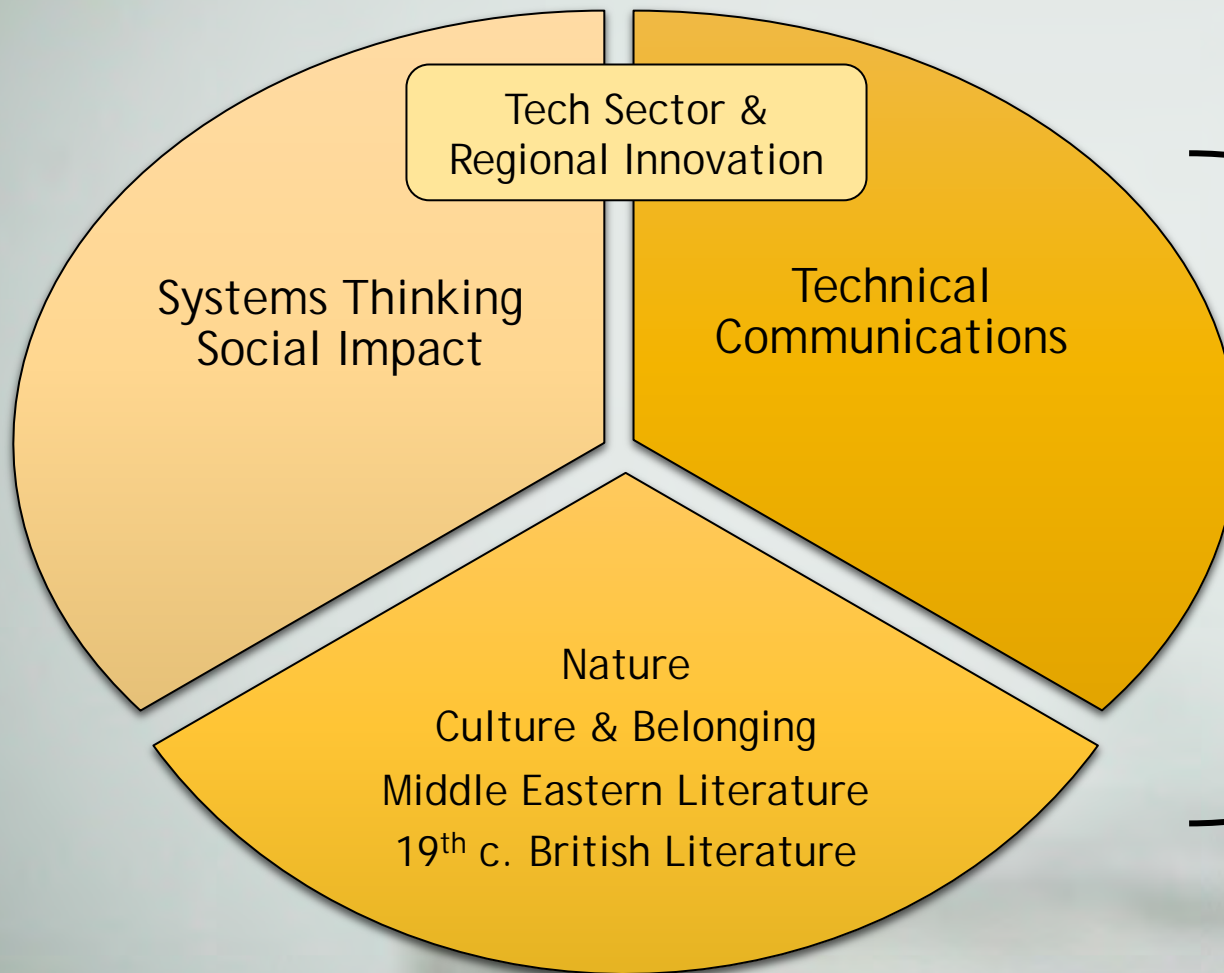 Tech Sector &
Regional Innovation
Systems Thinking
Social Impact
Technical
Communications
Nature
Culture & Belonging
Middle Eastern Literature
19th c. British Literature